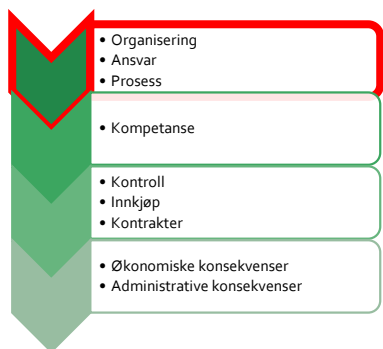 • Organisering
• Ansvar
• Prosess
• Kompetanse
• Kontroll
• Innkjøp
• Kontrakter
• Økonomiske konsekvenser
• Administrative konsekvenser